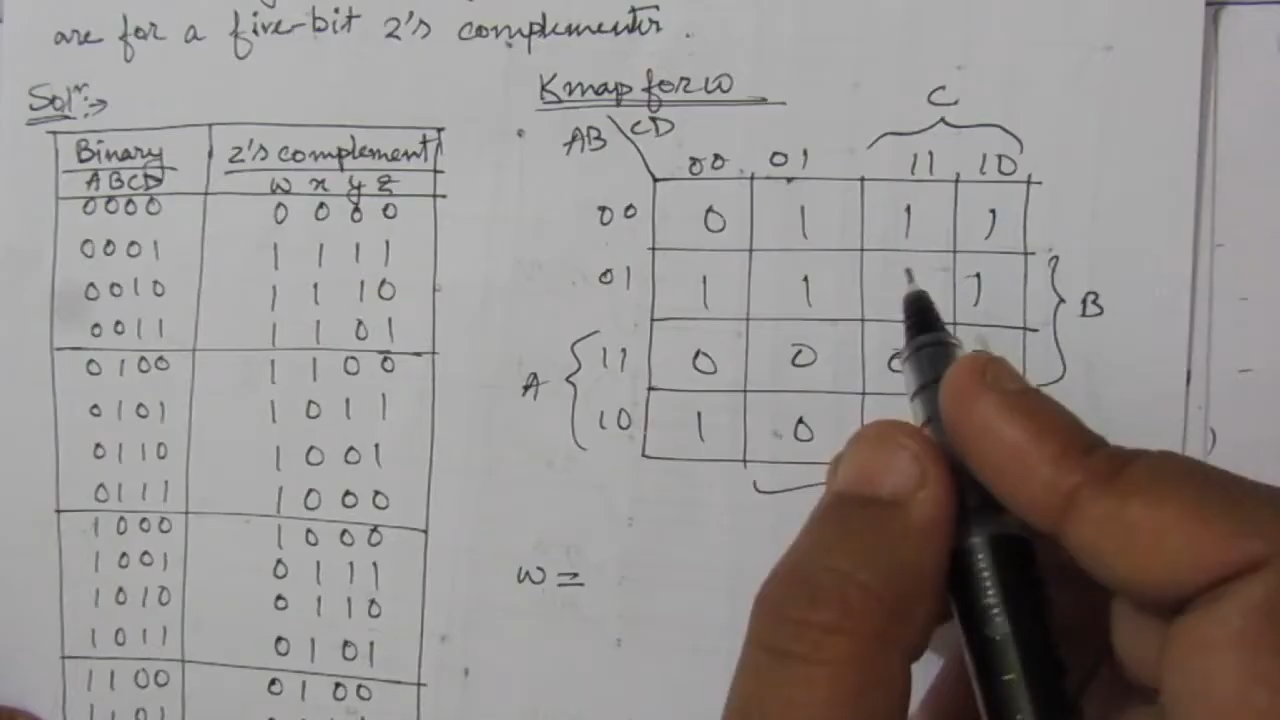 are for a five-bit 2's complementer.
Solⁿ:→
Binary 2's complement
A B C D w x y z
0000 0 0 0 0
0001 1 1 1 1
0010 1 1 1 0
0011 1 1 0 1
0100 1 1 0 0
0101 1 0 1 1
0110 1 0 0 1
0111 1 0 0 0
1000 1 0 0 0
1001 0 1 1 1
1010 0 1 1 0
1011 0 1 0 1
1100 0 1 0 0
1101
Kmap for w
C
AB CD
00 01 11 10
00 0 1 1 1
01 1 1 1
B
A
11 0 0
10 1 0
w =